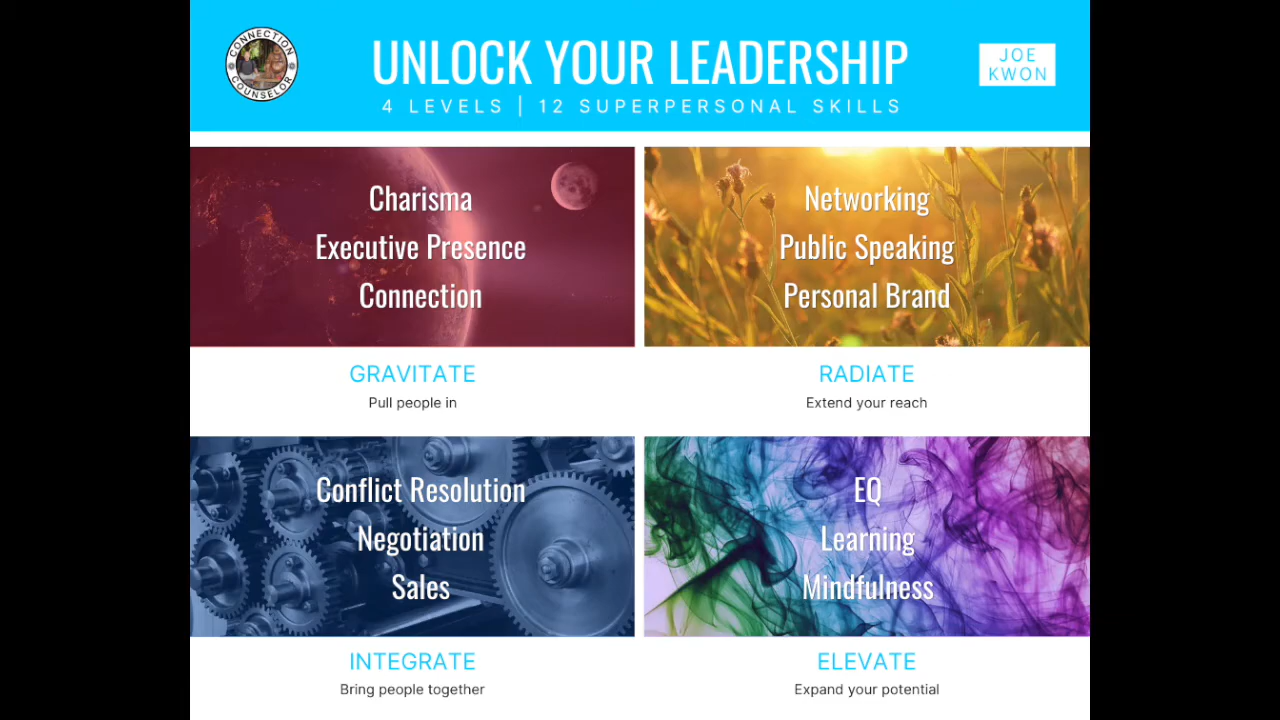 CONNECTION
COUNSELOR
UNLOCK YOUR LEADERSHIP
4 LEVELS | 12 SUPERPERSONAL SKILLS
JOE
KWON
Charisma
Executive Presence
Connection
GRAVITATE
Pull people in
Networking
Public Speaking
Personal Brand
RADIATE
Extend your reach
Conflict Resolution
Negotiation
Sales
INTEGRATE
Bring people together
EQ
Learning
Mindfulness
ELEVATE
Expand your potential